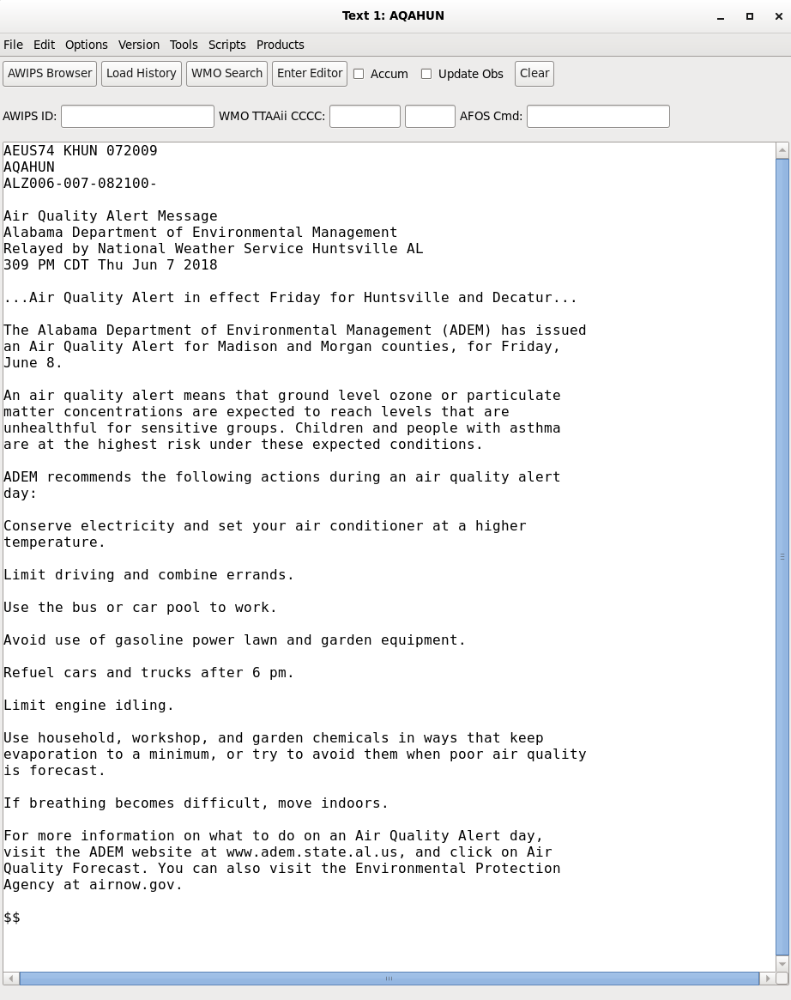 Text 1: AQAHUN
File Edit Options Version Tools Scripts Products
AWIPS Browser Load History WMO Search Enter Editor Accum Update Obs Clear
AWIPS ID: WMO TTAAii CCCC: AFOS Cmd:
AEUS74 KHUN 072009
AQAHUN
ALZ006-007-082100-
Air Quality Alert Message
Alabama Department of Environmental Management
Relayed by National Weather Service Huntsville AL
309 PM CDT Thu Jun 7 2018
...Air Quality Alert in effect Friday for Huntsville and Decatur...
The Alabama Department of Environmental Management (ADEM) has issued
an Air Quality Alert for Madison and Morgan counties, for Friday,
June 8.
An air quality alert means that ground level ozone or particulate
matter concentrations are expected to reach levels that are
unhealthful for sensitive groups. Children and people with asthma
are at the highest risk under these expected conditions.
ADEM recommends the following actions during an air quality alert
day:
Conserve electricity and set your air conditioner at a higher
temperature.
Limit driving and combine errands.
Use the bus or car pool to work.
Avoid use of gasoline power lawn and garden equipment.
Refuel cars and trucks after 6 pm.
Limit engine idling.
Use household, workshop, and garden chemicals in ways that keep
evaporation to a minimum, or try to avoid them when poor air quality
is forecast.
If breathing becomes difficult, move indoors.
For more information on what to do on an Air Quality Alert day,
visit the ADEM website at www.adem.state.al.us, and click on Air
Quality Forecast. You can also visit the Environmental Protection
Agency at airnow.gov.
$$